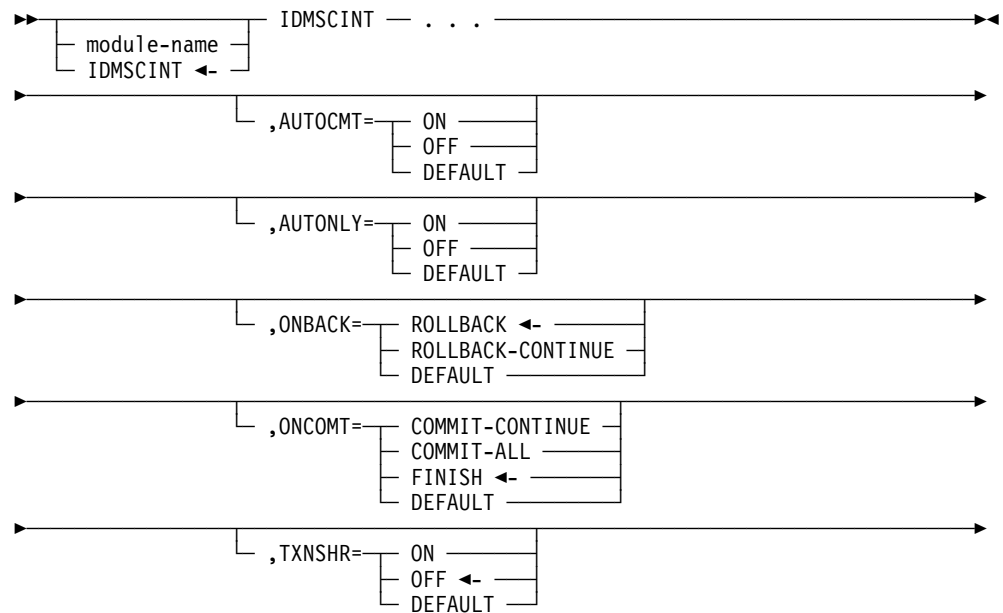 IDMSCINT . . .
module-name
IDMSCINT ◄-
,AUTOCMT= ON
OFF
DEFAULT
,AUTONLY= ON
OFF
DEFAULT
,ONBACK= ROLLBACK ◄-
ROLLBACK-CONTINUE
DEFAULT
,ONCOMT= COMMIT-CONTINUE
COMMIT-ALL
FINISH ◄-
DEFAULT
,TXNSHR= ON
OFF ◄-
DEFAULT